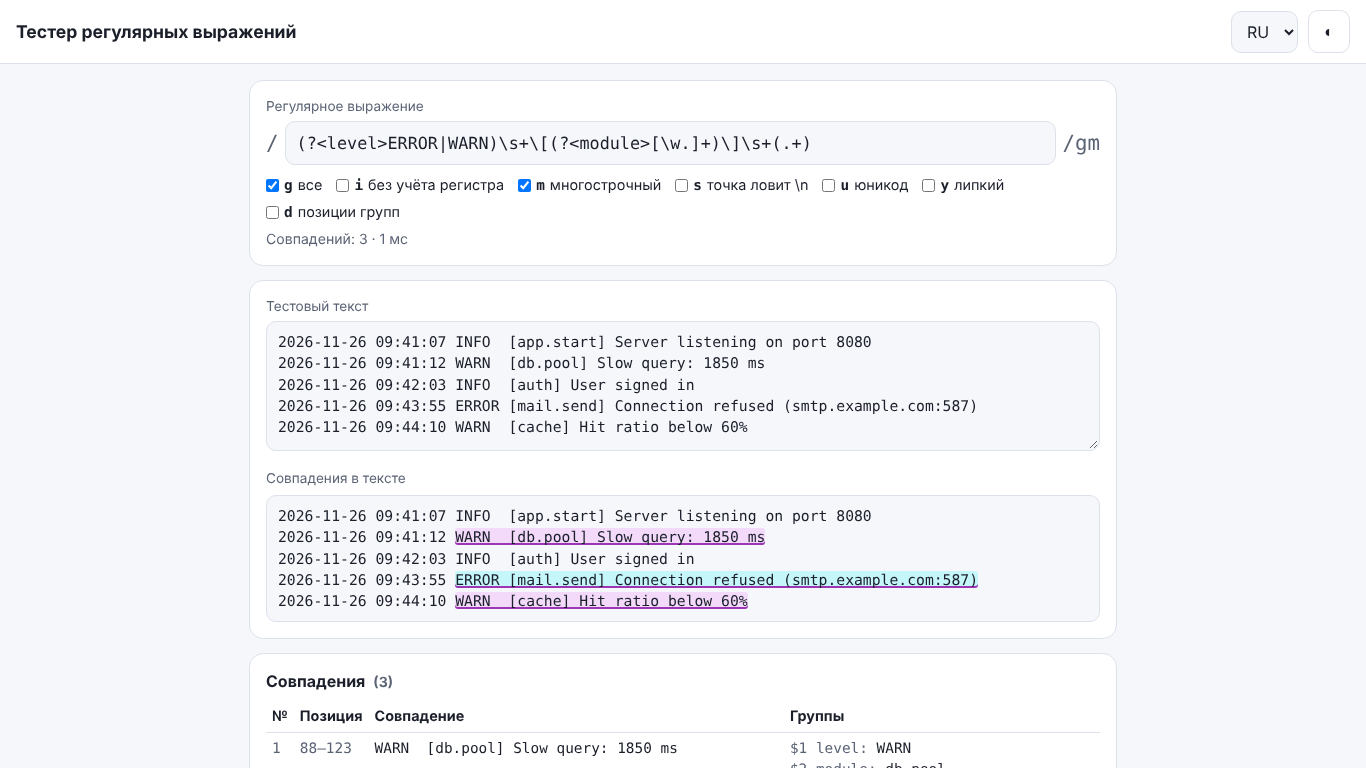 Тестер регулярных выражений
RU
Регулярное выражение
/ (?<level>ERROR|WARN)\s+\[(?<module>[\w.]+)\]\s+(.+) /gm
g все i без учёта регистра m многострочный s точка ловит \n u юникод y липкий
d позиции групп
Совпадений: 3 · 1 мс
Тестовый текст
2026-11-26 09:41:07 INFO  [app.start] Server listening on port 8080
2026-11-26 09:41:12 WARN  [db.pool] Slow query: 1850 ms
2026-11-26 09:42:03 INFO  [auth] User signed in
2026-11-26 09:43:55 ERROR [mail.send] Connection refused (smtp.example.com:587)
2026-11-26 09:44:10 WARN  [cache] Hit ratio below 60%
Совпадения в тексте
2026-11-26 09:41:07 INFO  [app.start] Server listening on port 8080
2026-11-26 09:41:12 WARN  [db.pool] Slow query: 1850 ms
2026-11-26 09:42:03 INFO  [auth] User signed in
2026-11-26 09:43:55 ERROR [mail.send] Connection refused (smtp.example.com:587)
2026-11-26 09:44:10 WARN  [cache] Hit ratio below 60%
Совпадения (3)
№ Позиция Совпадение Группы
1 88–123 WARN  [db.pool] Slow query: 1850 ms $1 level: WARN
$2 module: db.pool